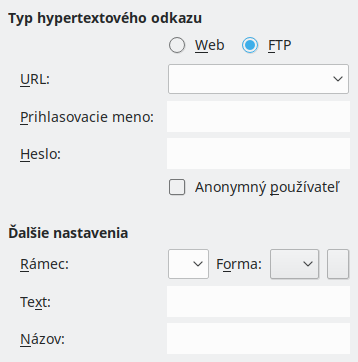 Typ hypertextového odkazu
Web FTP
URL:
Prihlasovacie meno:
Heslo:
Anonymný používateľ
Ďalšie nastavenia
Rámec: Forma:
Text:
Názov: